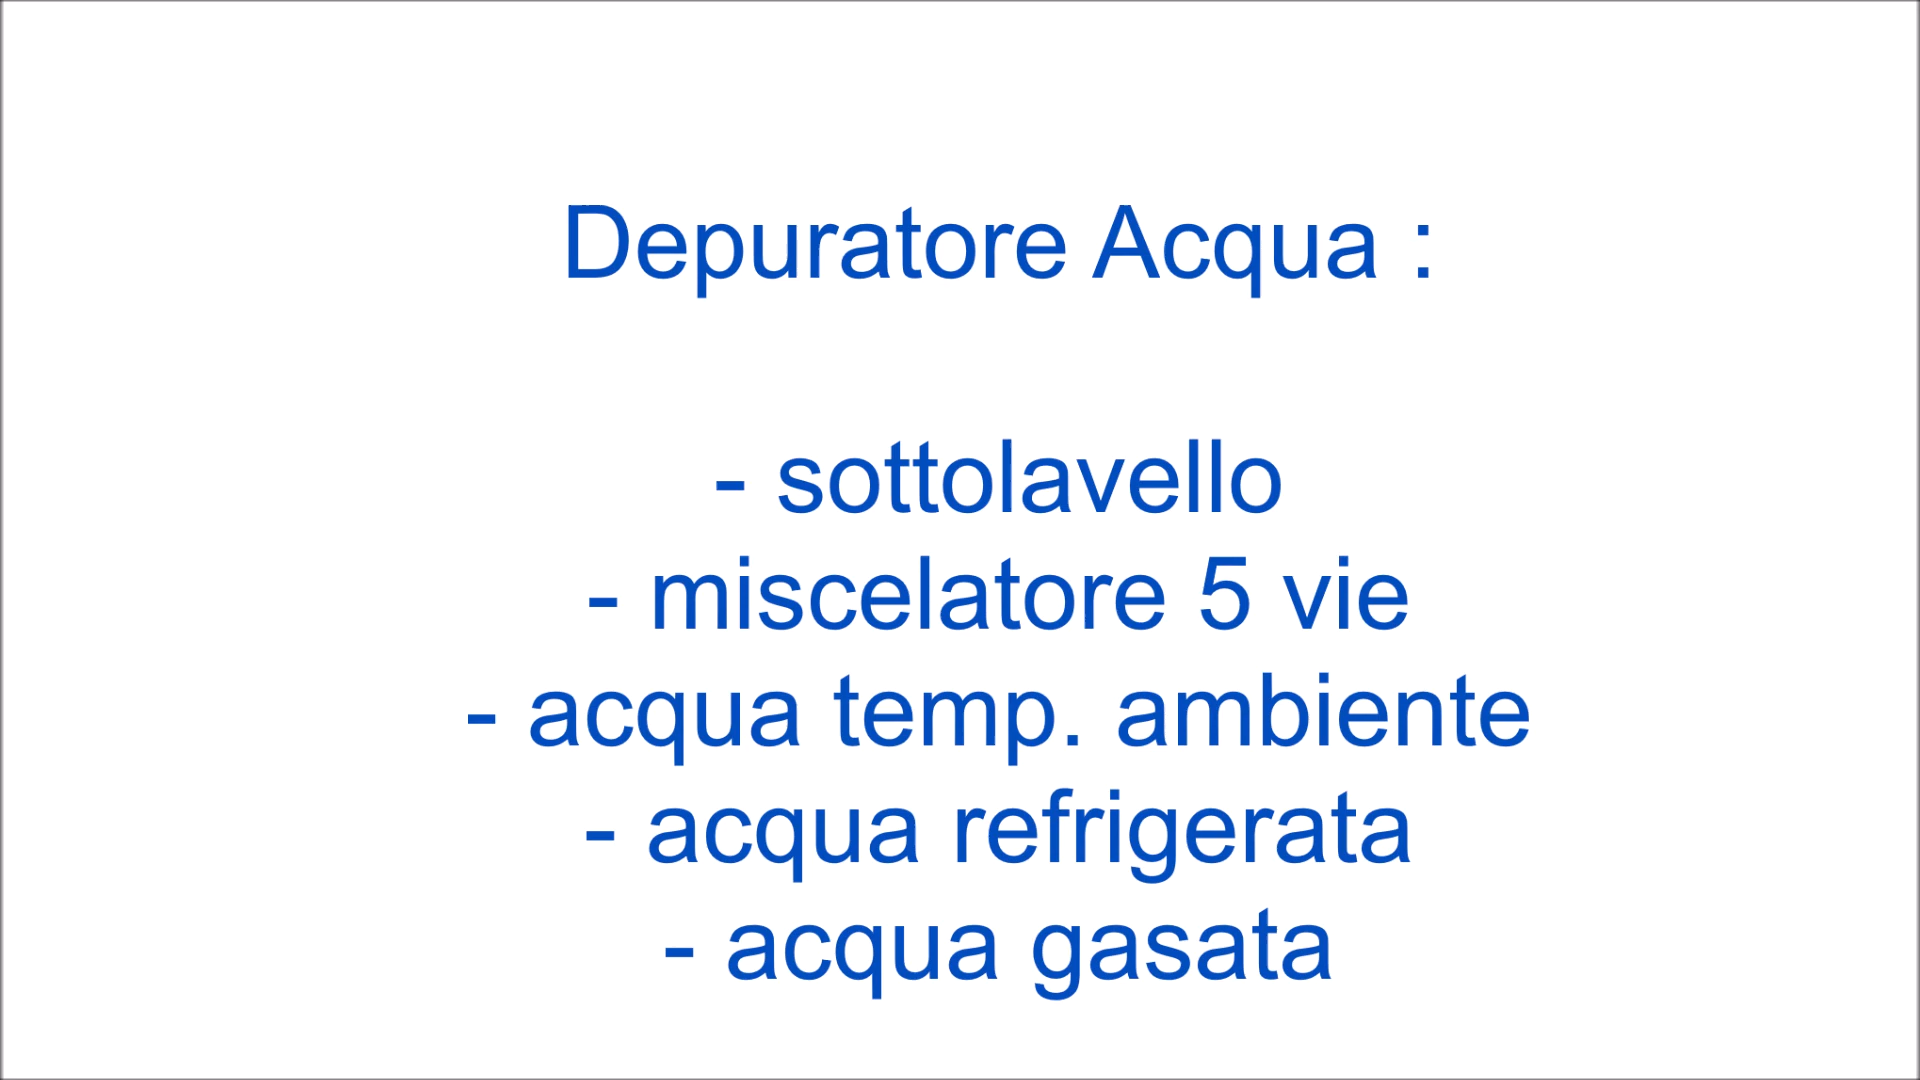 Depuratore Acqua :
- sottolavello
- miscelatore 5 vie
- acqua temp. ambiente
- acqua refrigerata
- acqua gasata